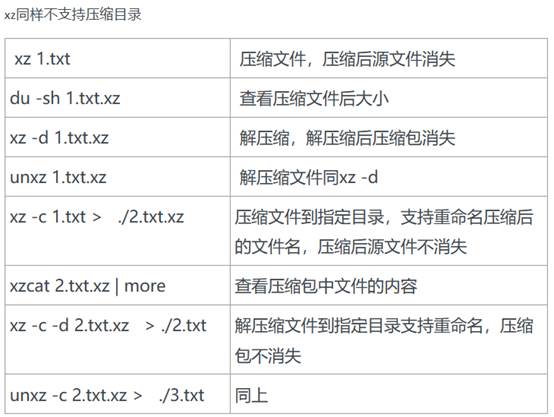 xz同样不支持压缩目录
xz 1.txt 压缩文件，压缩后源文件消失
du -sh 1.txt.xz 查看压缩文件后大小
xz -d 1.txt.xz 解压缩，解压缩后压缩包消失
unxz 1.txt.xz 解压缩文件同xz -d
xz -c 1.txt > ./2.txt.xz 压缩文件到指定目录，支持重命名压缩后
的文件名，压缩后源文件不消失
xzcat 2.txt.xz | more 查看压缩包中文件的内容
xz -c -d 2.txt.xz > ./2.txt 解压缩文件到指定目录支持重命名，压缩
包不消失
unxz -c 2.txt.xz > ./3.txt 同上